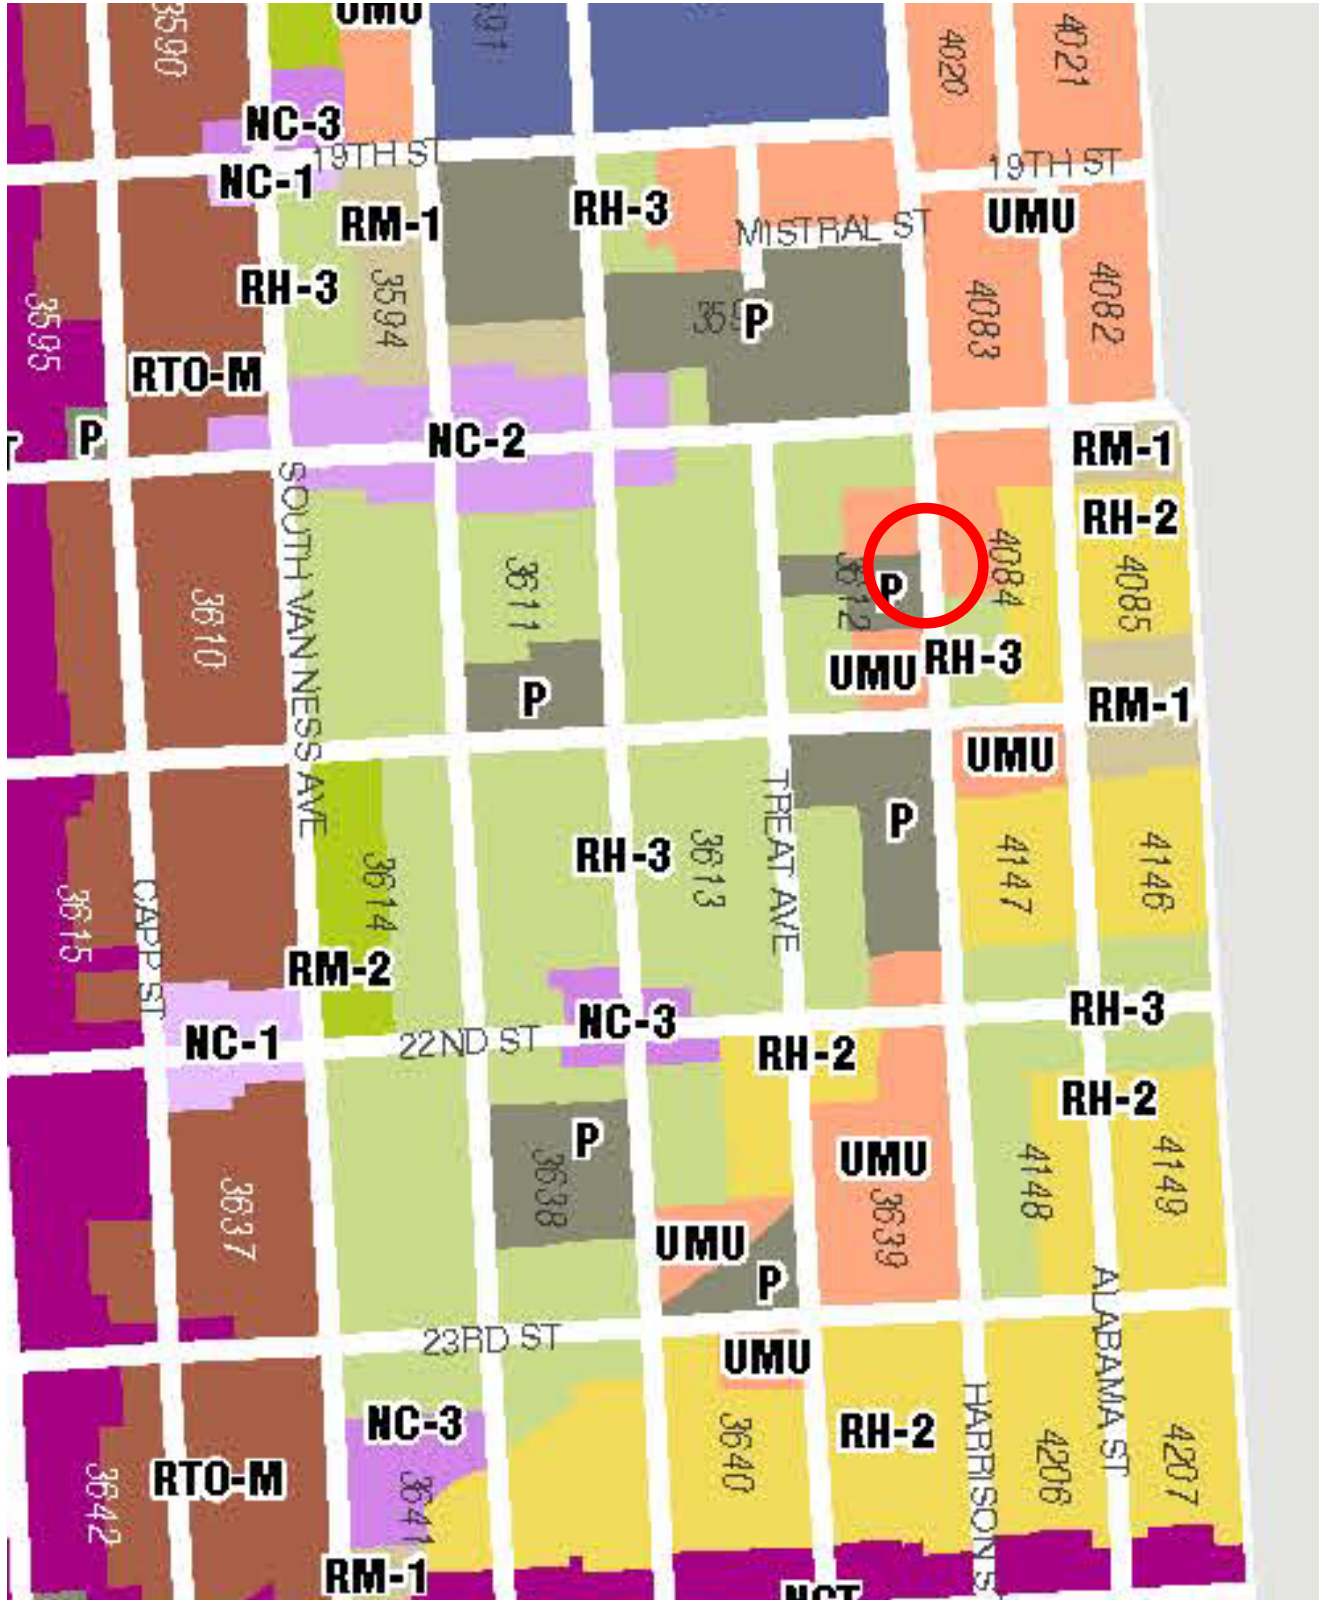 UMU
3590
591
4020
4021
NC-3
19TH ST
19TH ST
NC-1
RM-1
RH-3
UMU
MISTRAL ST
RH-3
3594
3595
P
4083
4082
RTO-M
P
NC-2
RM-1
RH-2
SOUTH VAN NESS AVE
3610
3611
3612
P
4084
4085
UMU
RH-3
P
RM-1
UMU
TREAT AVE
P
RH-3
3613
3614
4147
4146
3615
CAPP ST
RM-2
NC-3
RH-3
NC-1
22ND ST
RH-2
RH-2
P
3638
UMU
3639
4148
4149
3637
UMU
P
ALABAMA ST
23RD ST
UMU
NC-3
RH-2
HARRISON S
3640
4206
4207
RTO-M
3642
3641
RM-1
NCT